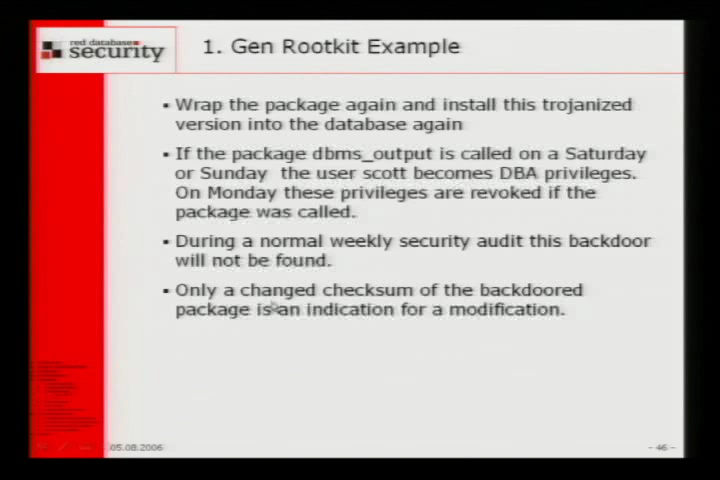 red database
security
1. Gen Rootkit Example
▪ Wrap the package again and install this trojanized
version into the database again
▪ If the package dbms_output is called on a Saturday
or Sunday the user scott becomes DBA privileges.
On Monday these privileges are revoked if the
package was called.
▪ During a normal weekly security audit this backdoor
will not be found.
▪ Only a changed checksum of the backdoored
package is an indication for a modification.
05.08.2006
- 46 -